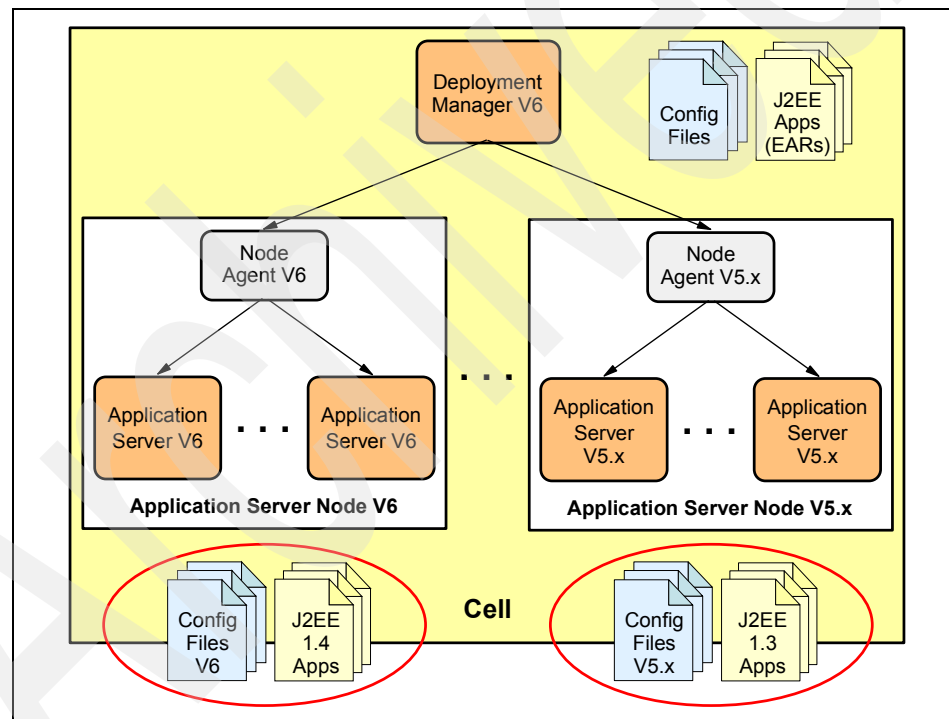 Deployment
Manager V6
Config
Files
J2EE
Apps
(EARs)
Node
Agent V6
Node
Agent V5.x
. . .
Application
Server V6
. . .
Application
Server V6
Application
Server
V5.x
. . .
Application
Server
V5.x
Application Server Node V6
Application Server Node V5.x
Config
Files
V6
J2EE
1.4
Apps
Cell
Config
Files
V5.x
J2EE
1.3
Apps